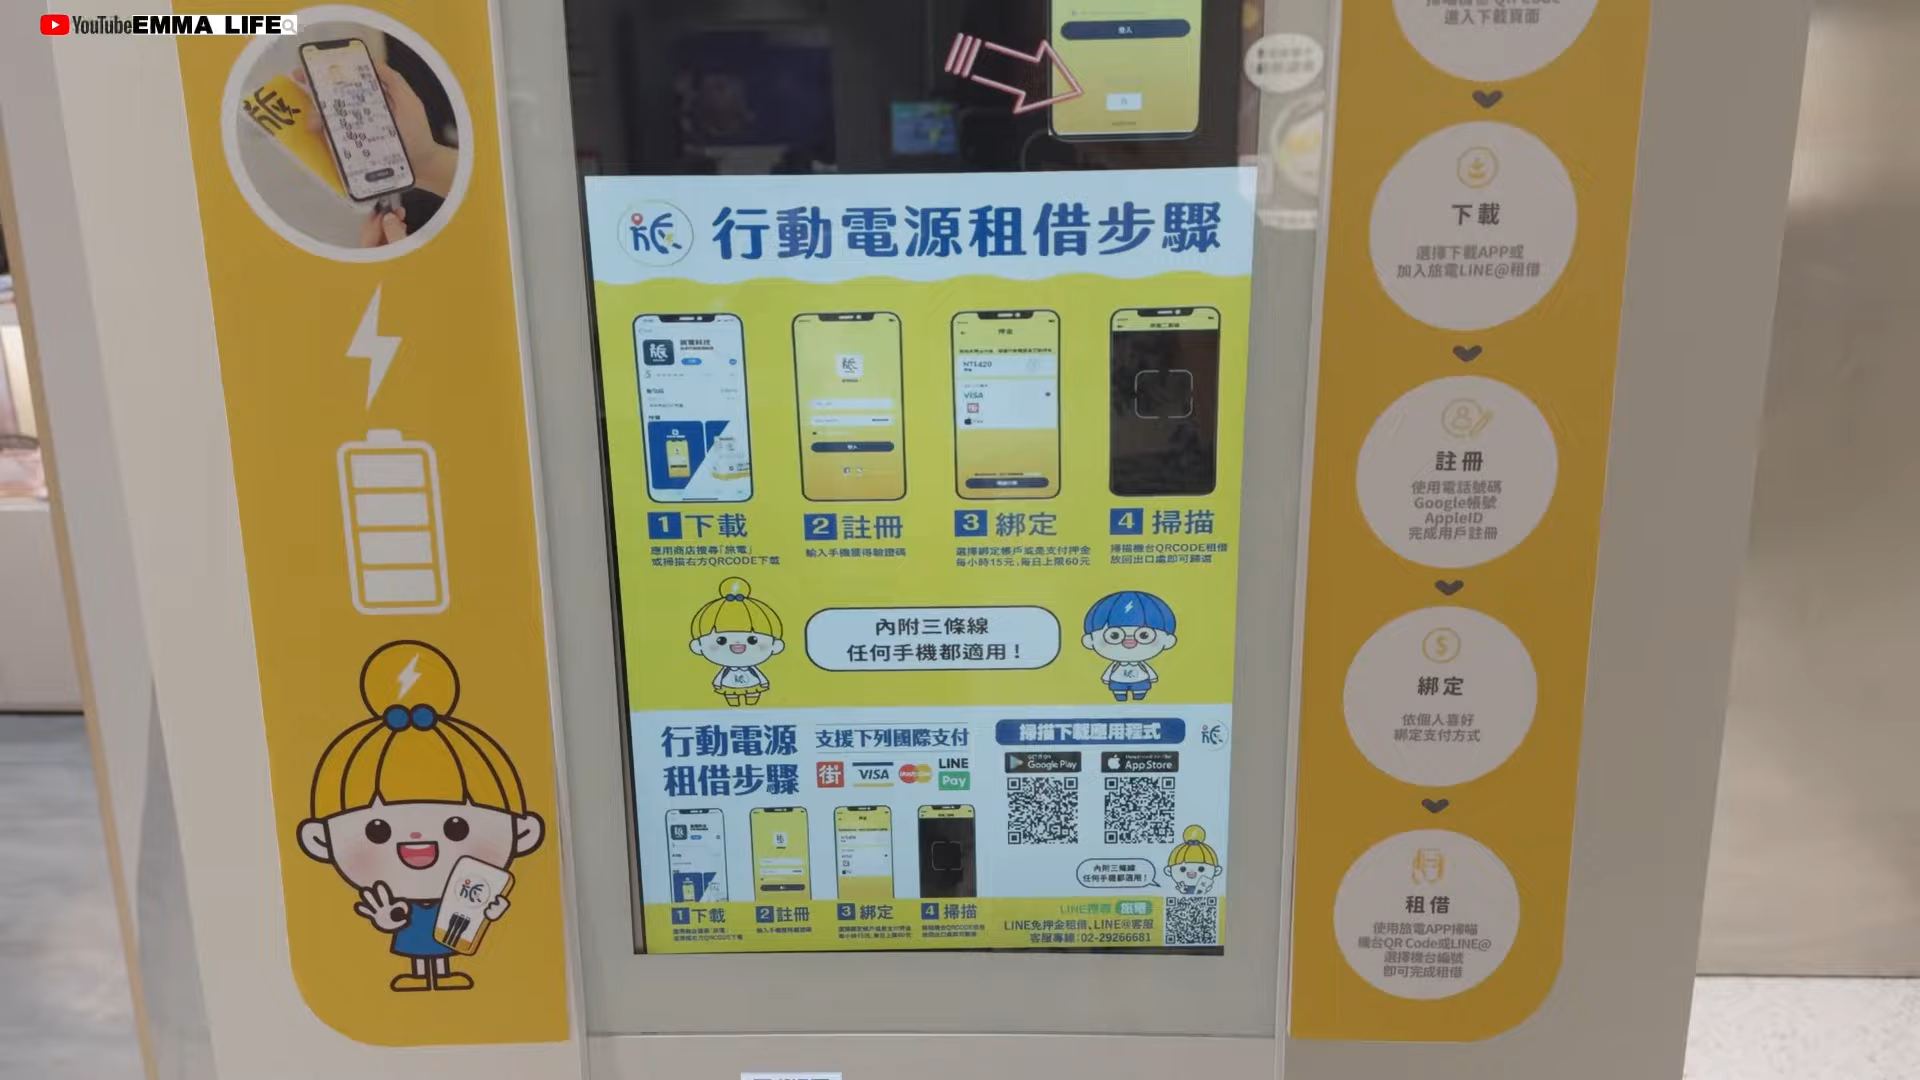 YouTube EMMA LIFE
行動電源租借步驟
NT$420
VISA
1 下載
應用商店搜尋「旅電」
或掃描右方QRCODE下載
2 註冊
輸入手機獲得驗證碼
3 綁定
選擇綁定帳戶或是支付押金
每小時15元,每日上限60元
4 掃描
掃描機台QRCODE租借
放回出口處即可歸還
內附三條線
任何手機都適用！
行動電源
租借步驟
支援下列國際支付
街
VISA
LINE
Pay
掃描下載應用程式
Google Play
App Store
內附三條線
任何手機都適用！
1 下載
2 註冊
3 綁定
4 掃描
LINE搜尋 旅電
LINE免押金租借、LINE@客服
客服專線:02-29266681
進入下載頁面
下載
選擇下載APP或
加入旅電LINE@租借
註冊
使用電話號碼
Google帳號
AppleID
完成用戶註冊
綁定
依個人喜好
綁定支付方式
租借
使用旅電APP掃瞄
機台QR Code或LINE@
選擇機台編號
即可完成租借